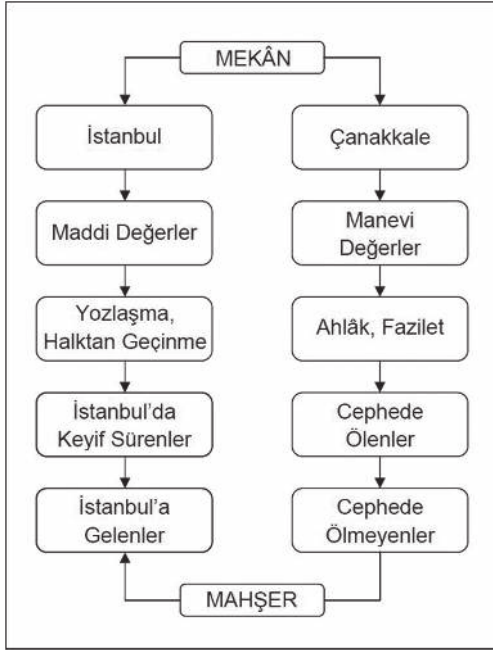 MEKÂN
İstanbul
Çanakkale
Maddi Değerler
Manevi
Değerler
Yozlaşma,
Halktan Geçinme
Ahlâk, Fazilet
İstanbul'da
Keyif Sürenler
Cephede
Ölenler
İstanbul'a
Gelenler
Cephede
Ölmeyenler
MAHŞER